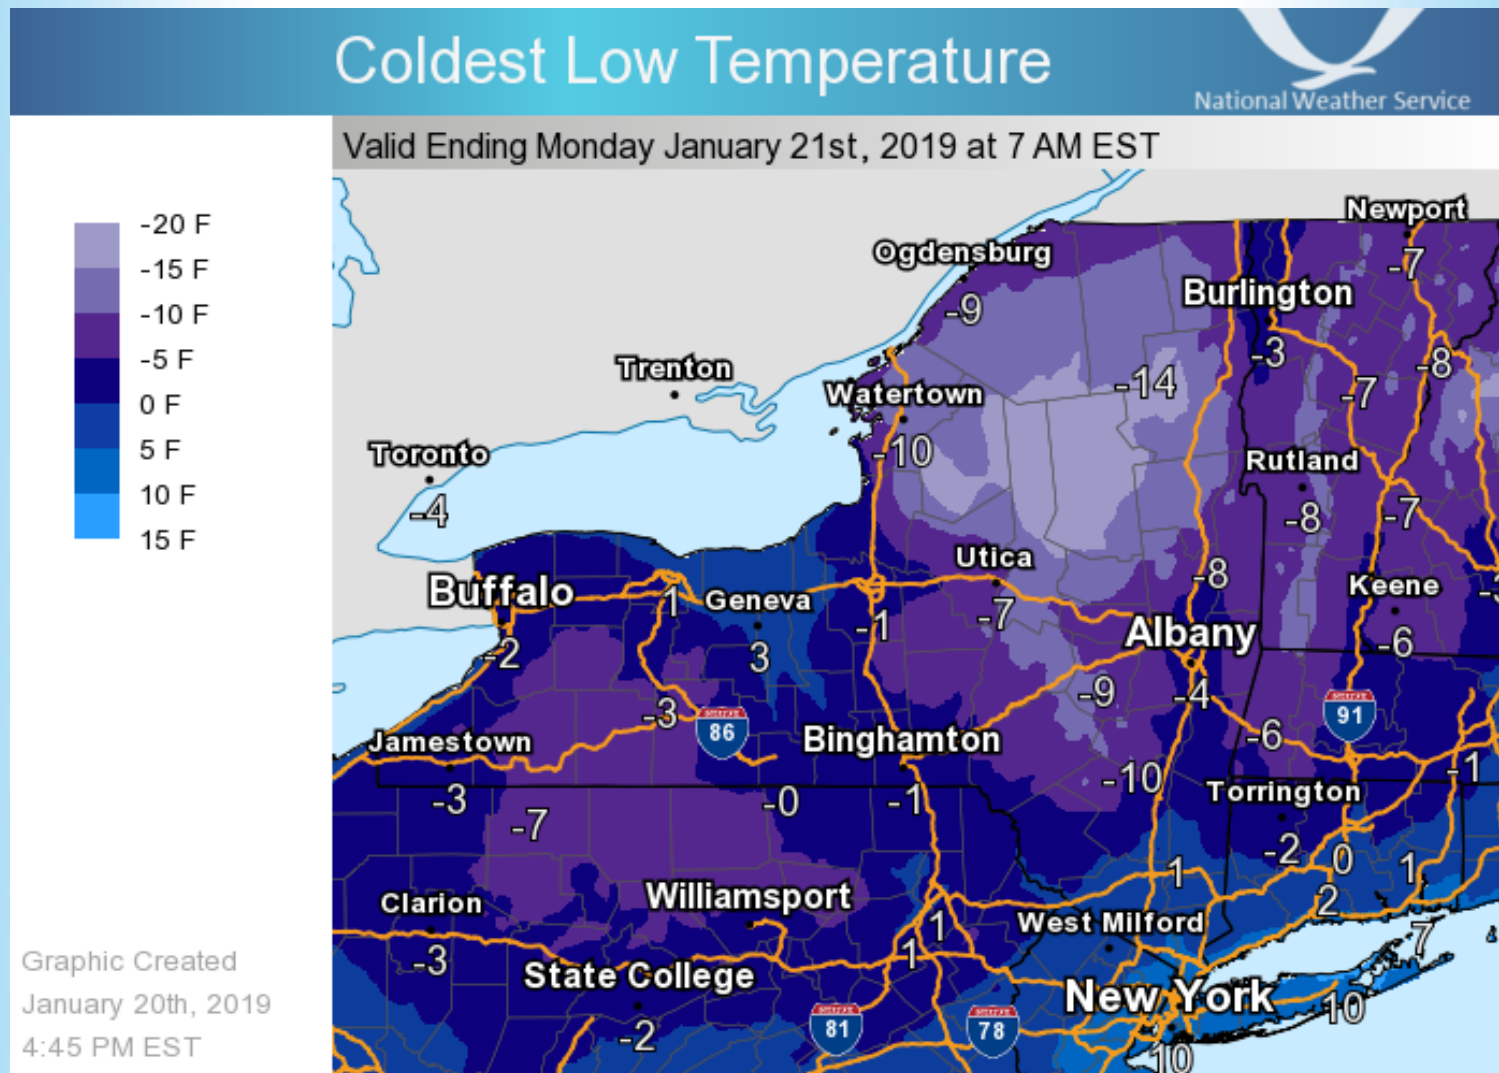 Coldest Low Temperature
National Weather Service
Valid Ending Monday January 21st, 2019 at 7 AM EST
-20 F
-15 F
-10 F
-5 F
0 F
5 F
10 F
15 F
Newport
-7
Ogdensburg
-9
Burlington
-3
-8
Trenton
Watertown
-14
-7
-10
Toronto
-4
Rutland
-8
-7
Utica
-7
-8
Keene
-6
Buffalo
-2
1
Geneva
3
-1
Albany
-4
-9
-3
86
91
-6
Jamestown
-3
Binghamton
-1
-0
-10
Torrington
-2
-1
-7
0
1
1
2
Clarion
-3
Williamsport
West Milford
1
1
7
State College
-2
New York
10
10
81
78
Graphic Created
January 20th, 2019
4:45 PM EST